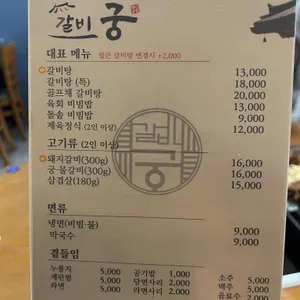 갈비궁
대표 메뉴 얼큰 갈비탕 변경시 +2,000
갈비탕 13,000
갈비탕 (특) 18,000
골프채 갈비탕 20,000
육회 비빔밥 13,000
돌솥 비빔밥 9,000
제육정식 (2인 이상) 12,000
고기류 (2인 이상)
돼지갈비(300g) 16,000
궁·물갈비(300g) 16,000
삼겹살(180g) 15,000
갈비궁
면류
냉면(비빔·물) 9,000
막국수 9,000
곁들임
누룽지 5,000 공기밥 1,000 소주 5,000
계란찜 5,000 당면사리 2,000 맥주 5,000
라면 5,000 라면사리 2,000 음료수 2,000